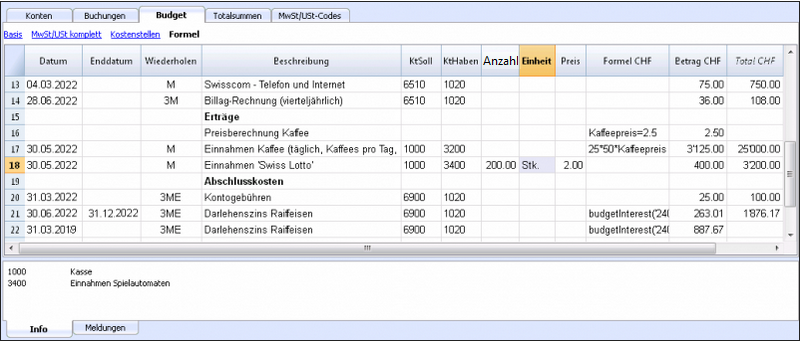 Konten Buchungen Budget Totalsummen MwSt/USt-Codes
Basis MwSt/USt komplett Kostenstellen Formel
Datum Enddatum Wiederholen Beschreibung KtSoll KtHaben Anzahl Einheit Preis Formel CHF Betrag CHF Total CHF
13 04.03.2022 M Swisscom - Telefon und Internet 6510 1020 75.00 750.00
14 28.06.2022 3M Billag-Rechnung (vierteljährlich) 6510 1020 36.00 108.00
15 Erträge
16 Preisberechnung Kaffee Kaffeepreis=2.5 2.50
17 30.05.2022 M Einnahmen Kaffee (täglich, Kaffees pro Tag, 1000 3200 25*50*Kaffeepreis 3'125.00 25'000.00
18 30.05.2022 M Einnahmen 'Swiss Lotto' 1000 3400 200.00 Stk. 2.00 400.00 3'200.00
19 Abschlusskosten
20 31.03.2022 3ME Kontogebühren 6900 1020 25.00 100.00
21 30.06.2022 31.12.2022 3ME Darlehenszins Raiffeisen 6900 1020 budgetInterest("240 263.01 1'876.17
22 31.03.2019 3ME Darlehenszins Raiffeisen 6900 1020 budgetInterest("240 887.67
1000 Kasse
3400 Einnahmen Spielautomaten
Info Meldungen